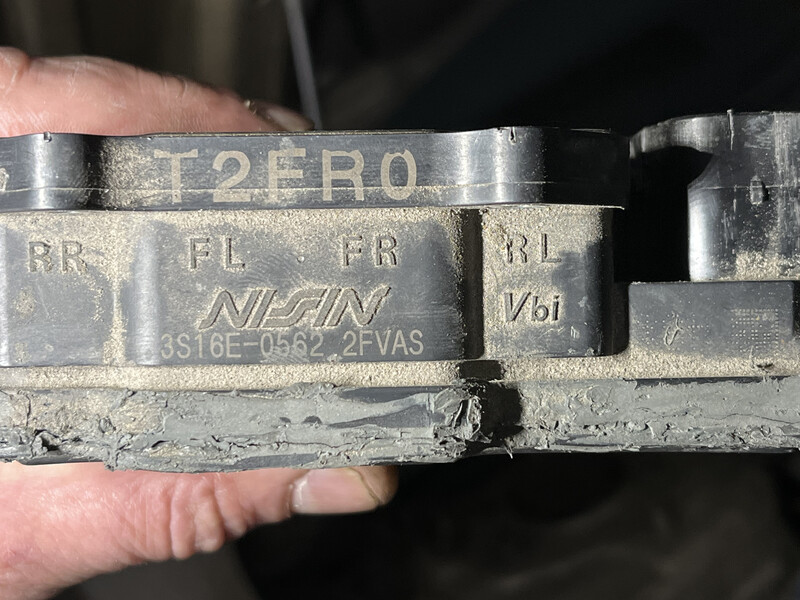 T2FR0
RR FL FR RL
NISSIN Vbi
3S16E-0562 2FVAS